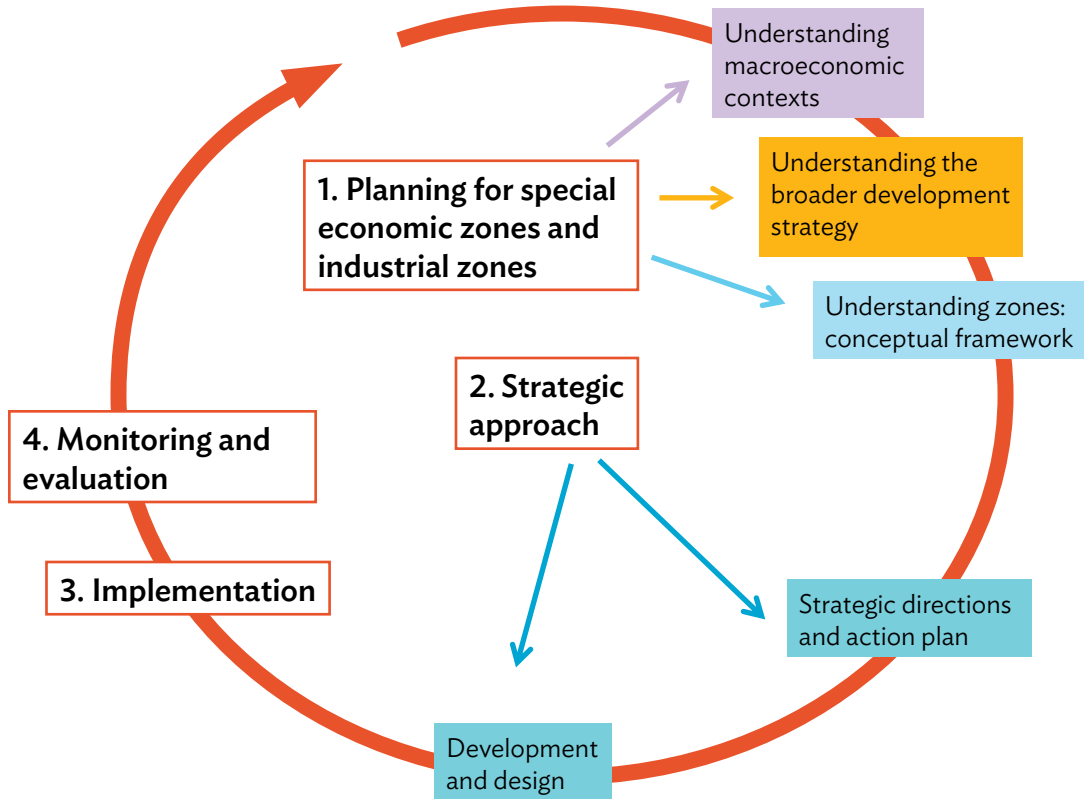 Understanding
macroeconomic
contexts
1. Planning for special
economic zones and
industrial zones
Understanding the
broader development
strategy
Understanding zones:
conceptual framework
2. Strategic
approach
4. Monitoring and
evaluation
3. Implementation
Strategic directions
and action plan
Development
and design